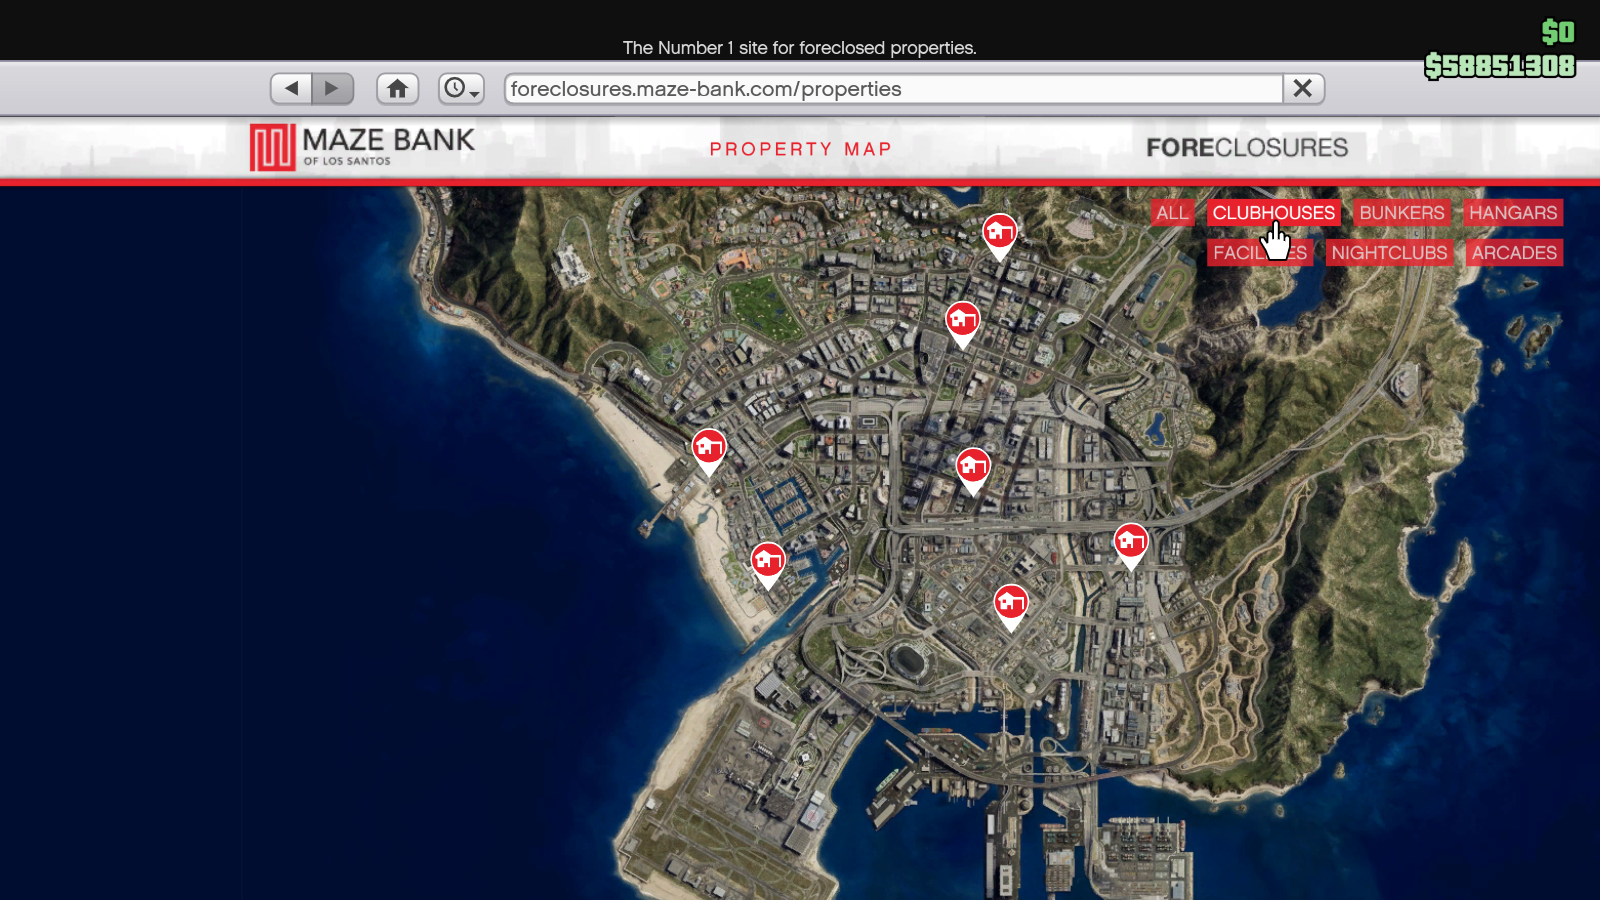 $0
The Number 1 site for foreclosed properties.
$58851308
foreclosures.maze-bank.com/properties
MAZE BANK
OF LOS SANTOS
PROPERTY MAP
FORECLOSURES
ALL CLUBHOUSES BUNKERS HANGARS
FACIL ES NIGHTCLUBS ARCADES